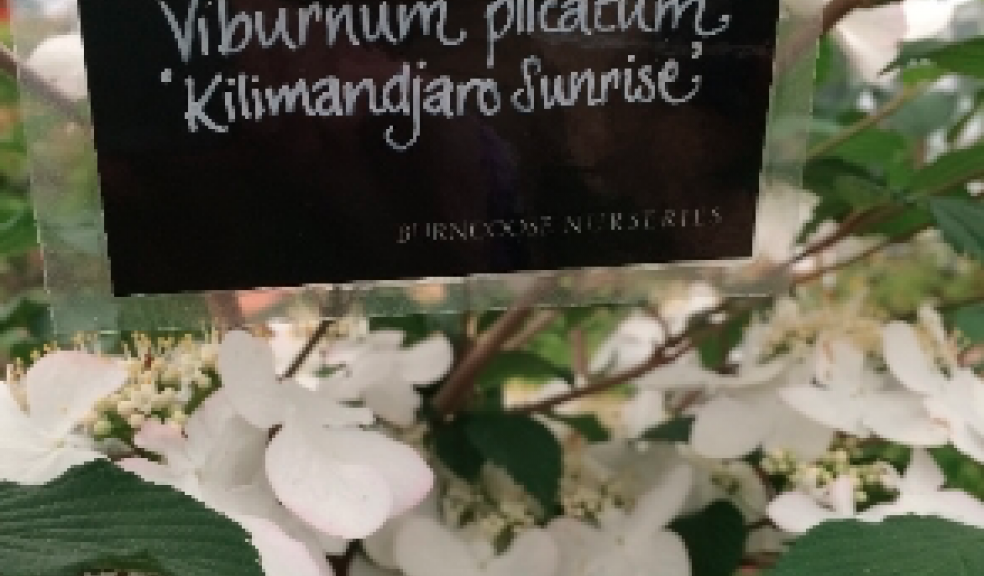 Viburnum plicatum
'Kilimandjaro Sunrise'
BURNCOOSE NURSERIES